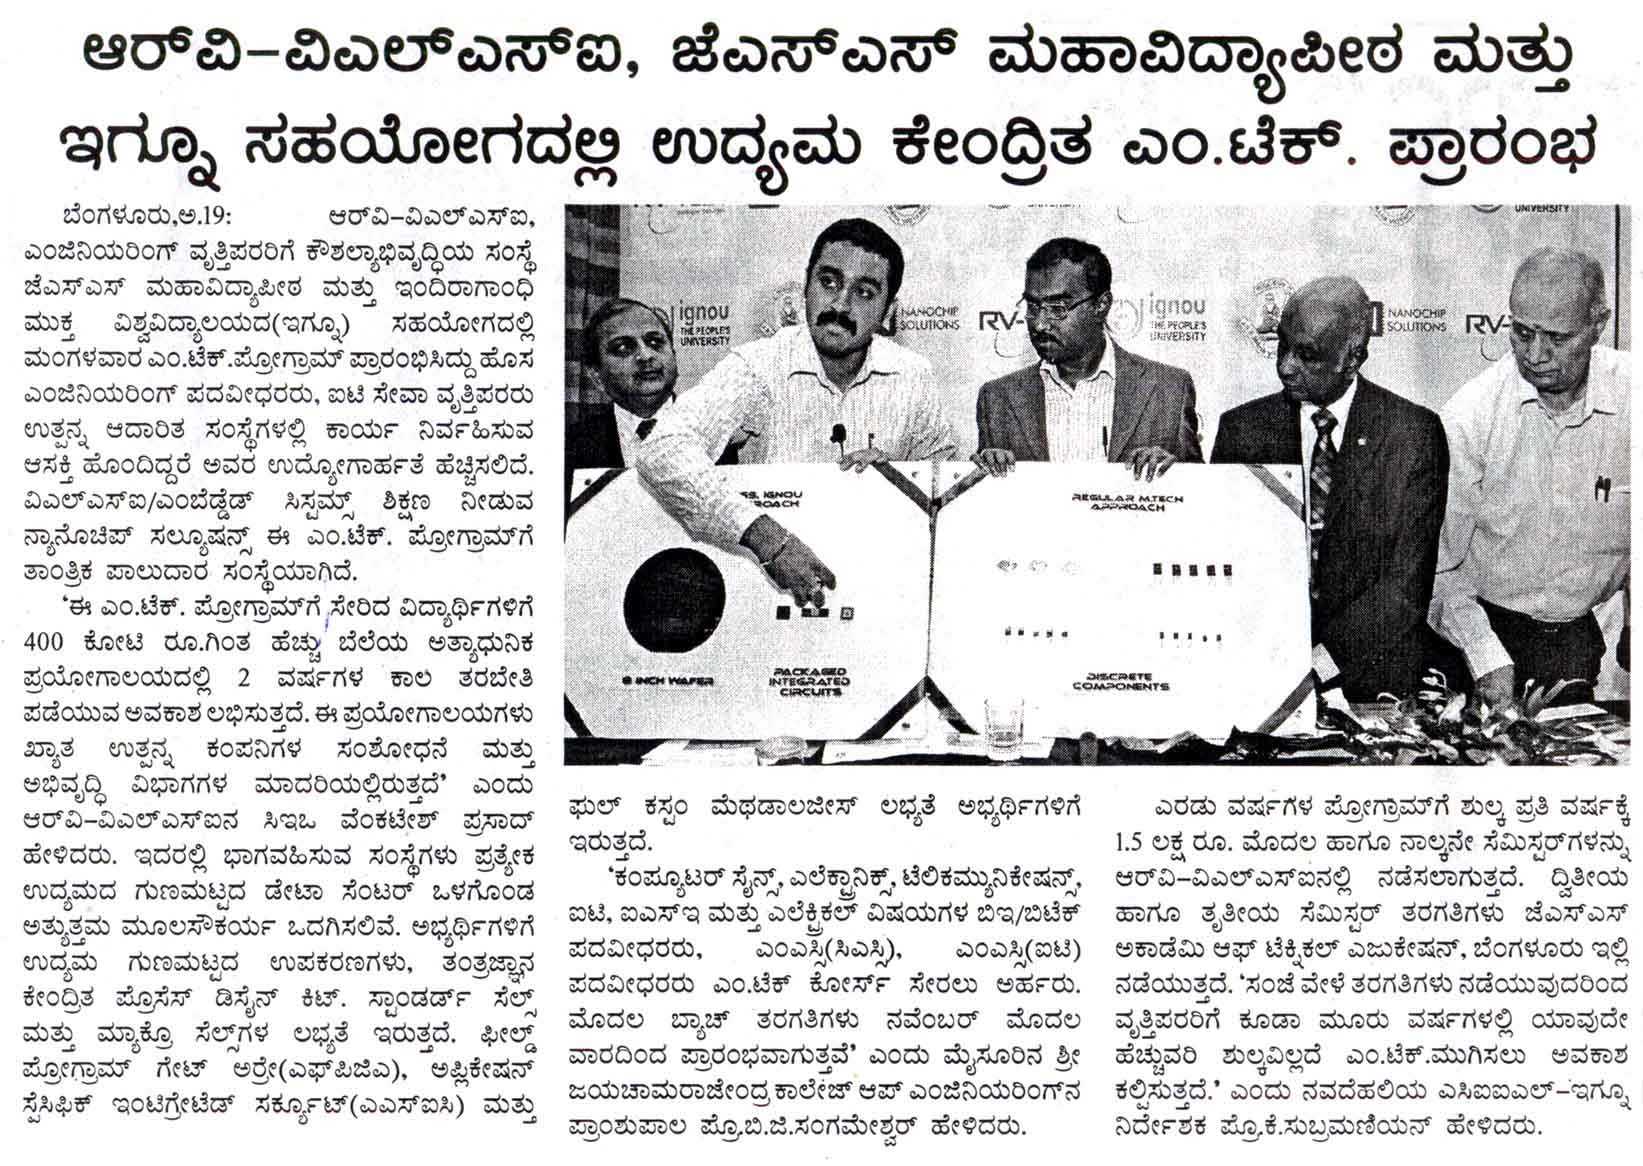 ಆರ್‌ವಿ–ವಿಎಲ್‌ಎಸ್‌ಐ, ಜೆಎಸ್‌ಎಸ್ ಮಹಾವಿದ್ಯಾಪೀಠ ಮತ್ತು
ಇಗ್ನೂ ಸಹಯೋಗದಲ್ಲಿ ಉದ್ಯಮ ಕೇಂದ್ರಿತ ಎಂ.ಟೆಕ್. ಪ್ರಾರಂಭ
ಬೆಂಗಳೂರು,ಅ.19: ಆರ್‌ವಿ–ವಿಎಲ್‌ಎಸ್‌ಐ,
ಎಂಜಿನಿಯರಿಂಗ್ ವೃತ್ತಿಪರರಿಗೆ ಕೌಶಲ್ಯಾಭಿವೃದ್ಧಿಯ ಸಂಸ್ಥೆ
ಜೆಎಸ್‌ಎಸ್ ಮಹಾವಿದ್ಯಾಪೀಠ ಮತ್ತು ಇಂದಿರಾಗಾಂಧಿ
ಮುಕ್ತ ವಿಶ್ವವಿದ್ಯಾಲಯದ(ಇಗ್ನೂ) ಸಹಯೋಗದಲ್ಲಿ
ಮಂಗಳವಾರ ಎಂ.ಟೆಕ್.ಪ್ರೋಗ್ರಾಮ್ ಪ್ರಾರಂಭಿಸಿದ್ದು ಹೊಸ
ಎಂಜಿನಿಯರಿಂಗ್ ಪದವೀಧರರು, ಐಟಿ ಸೇವಾ ವೃತ್ತಿಪರರು
ಉತ್ಪನ್ನ ಆದಾರಿತ ಸಂಸ್ಥೆಗಳಲ್ಲಿ ಕಾರ್ಯ ನಿರ್ವಹಿಸುವ
ಆಸಕ್ತಿ ಹೊಂದಿದ್ದರೆ ಅವರ ಉದ್ಯೋಗಾರ್ಹತೆ ಹೆಚ್ಚಿಸಲಿದೆ.
ವಿಎಲ್‌ಎಸ್‌ಐ/ಎಂಬೆಡ್ಡೆಡ್ ಸಿಸ್ಟಮ್ಸ್ ಶಿಕ್ಷಣ ನೀಡುವ
ನ್ಯಾನೊಚಿಪ್ ಸಲ್ಯೂಷನ್ಸ್ ಈ ಎಂ.ಟೆಕ್. ಪ್ರೋಗ್ರಾಮ್‌ಗೆ
ತಾಂತ್ರಿಕ ಪಾಲುದಾರ ಸಂಸ್ಥೆಯಾಗಿದೆ.
‘ಈ ಎಂ.ಟೆಕ್. ಪ್ರೋಗ್ರಾಮ್‌ಗೆ ಸೇರಿದ ವಿದ್ಯಾರ್ಥಿಗಳಿಗೆ
400 ಕೋಟಿ ರೂ.ಗಿಂತ ಹೆಚ್ಚು ಬೆಲೆಯ ಅತ್ಯಾಧುನಿಕ
ಪ್ರಯೋಗಾಲಯದಲ್ಲಿ 2 ವರ್ಷಗಳ ಕಾಲ ತರಬೇತಿ
ಪಡೆಯುವ ಅವಕಾಶ ಲಭಿಸುತ್ತದೆ. ಈ ಪ್ರಯೋಗಾಲಯಗಳು
ಖ್ಯಾತ ಉತ್ಪನ್ನ ಕಂಪನಿಗಳ ಸಂಶೋಧನೆ ಮತ್ತು
ಅಭಿವೃದ್ಧಿ ವಿಭಾಗಗಳ ಮಾದರಿಯಲ್ಲಿರುತ್ತದೆ’ ಎಂದು
ಆರ್‌ವಿ–ವಿಎಲ್‌ಎಸ್‌ಐನ ಸಿಇಒ ವೆಂಕಟೇಶ್ ಪ್ರಸಾದ್
ಹೇಳಿದರು. ಇದರಲ್ಲಿ ಭಾಗವಹಿಸುವ ಸಂಸ್ಥೆಗಳು ಪ್ರತ್ಯೇಕ
ಉದ್ಯಮದ ಗುಣಮಟ್ಟದ ಡೇಟಾ ಸೆಂಟರ್ ಒಳಗೊಂಡ
ಅತ್ಯುತ್ತಮ ಮೂಲಸೌಕರ್ಯ ಒದಗಿಸಲಿವೆ. ಅಭ್ಯರ್ಥಿಗಳಿಗೆ
ಉದ್ಯಮ ಗುಣಮಟ್ಟದ ಉಪಕರಣಗಳು, ತಂತ್ರಜ್ಞಾನ
ಕೇಂದ್ರಿತ ಪ್ರೊಸೆಸ್ ಡಿಸೈನ್ ಕಿಟ್. ಸ್ಟಾಂಡರ್ಡ್ ಸೆಲ್ಸ್
ಮತ್ತು ಮ್ಯಾಕ್ರೊ ಸೆಲ್ಸ್‌ಗಳ ಲಭ್ಯತೆ ಇರುತ್ತದೆ. ಫೀಲ್ಡ್
ಪ್ರೋಗ್ರಾಮ್ ಗೇಟ್ ಅರ್ರೇ(ಎಫ್‌ಪಿಜಿಎ), ಅಪ್ಲಿಕೇಷನ್
ಸ್ಪೆಸಿಫಿಕ್ ಇಂಟಿಗ್ರೇಟೆಡ್ ಸರ್ಕ್ಯೂಟ್(ಎಎಸ್‌ಐಸಿ) ಮತ್ತು
UNIVERSITY
ignou
THE PEOPLE'S
UNIVERSITY
NANOCHIP
SOLUTIONS
RV-
ignou
THE PEOPLE'S
UNIVERSITY
NANOCHIP
SOLUTIONS
RV-
SS, IGNOU
OACH
8 INCH WAFER
PACKAGED
INTEGRATED
CIRCUITS
REGULAR M.TECH
APPROACH
DISCRETE
COMPONENTS
ಫುಲ್ ಕಸ್ಟಂ ಮೆಥಡಾಲಜೀಸ್ ಲಭ್ಯತೆ ಅಭ್ಯರ್ಥಿಗಳಿಗೆ
ಇರುತ್ತದೆ.
‘ಕಂಪ್ಯೂಟರ್ ಸೈನ್ಸ್, ಎಲೆಕ್ಟ್ರಾನಿಕ್ಸ್, ಟೆಲಿಕಮ್ಯುನಿಕೇಷನ್ಸ್,
ಐಟಿ, ಐಎಸ್‌ಇ ಮತ್ತು ಎಲೆಕ್ಟ್ರಿಕಲ್ ವಿಷಯಗಳ ಬಿಇ/ಬಿಟೆಕ್
ಪದವೀಧರರು, ಎಂಎಸ್ಸಿ(ಸಿಎಸ್ಸಿ), ಎಂಎಸ್ಸಿ(ಐಟಿ)
ಪದವೀಧರರು ಎಂ.ಟೆಕ್ ಕೋರ್ಸ್ ಸೇರಲು ಅರ್ಹರು.
ಮೊದಲ ಬ್ಯಾಚ್ ತರಗತಿಗಳು ನವೆಂಬರ್ ಮೊದಲ
ವಾರದಿಂದ ಪ್ರಾರಂಭವಾಗುತ್ತವೆ’ ಎಂದು ಮೈಸೂರಿನ ಶ್ರೀ
ಜಯಚಾಮರಾಜೇಂದ್ರ ಕಾಲೇಜ್ ಆಪ್ ಎಂಜಿನಿಯರಿಂಗ್‌ನ
ಪ್ರಾಂಶುಪಾಲ ಪ್ರೊ.ಬಿ.ಜಿ.ಸಂಗಮೇಶ್ವರ್ ಹೇಳಿದರು.
ಎರಡು ವರ್ಷಗಳ ಪ್ರೋಗ್ರಾಮ್‌ಗೆ ಶುಲ್ಕ ಪ್ರತಿ ವರ್ಷಕ್ಕೆ
1.5 ಲಕ್ಷ ರೂ. ಮೊದಲ ಹಾಗೂ ನಾಲ್ಕನೇ ಸೆಮಿಸ್ಟರ್‌ಗಳನ್ನು
ಆರ್‌ವಿ–ವಿಎಲ್‌ಎಸ್‌ಐನಲ್ಲಿ ನಡೆಸಲಾಗುತ್ತದೆ. ದ್ವಿತೀಯ
ಹಾಗೂ ತೃತೀಯ ಸೆಮಿಸ್ಟರ್ ತರಗತಿಗಳು ಜೆಎಸ್‌ಎಸ್
ಅಕಾಡೆಮಿ ಆಫ್ ಟೆಕ್ನಿಕಲ್ ಎಜುಕೇಷನ್, ಬೆಂಗಳೂರು ಇಲ್ಲಿ
ನಡೆಯುತ್ತದೆ. ‘ಸಂಜೆ ವೇಳೆ ತರಗತಿಗಳು ನಡೆಯುವುದರಿಂದ
ವೃತ್ತಿಪರರಿಗೆ ಕೂಡಾ ಮೂರು ವರ್ಷಗಳಲ್ಲಿ ಯಾವುದೇ
ಹೆಚ್ಚುವರಿ ಶುಲ್ಕವಿಲ್ಲದೆ ಎಂ.ಟೆಕ್.ಮುಗಿಸಲು ಅವಕಾಶ
ಕಲ್ಪಿಸುತ್ತದೆ.’ ಎಂದು ನವದೆಹಲಿಯ ಎಸಿಐಐಎಲ್–ಇಗ್ನೂ
ನಿರ್ದೇಶಕ ಪ್ರೊ.ಕೆ.ಸುಬ್ರಮಣಿಯನ್ ಹೇಳಿದರು.